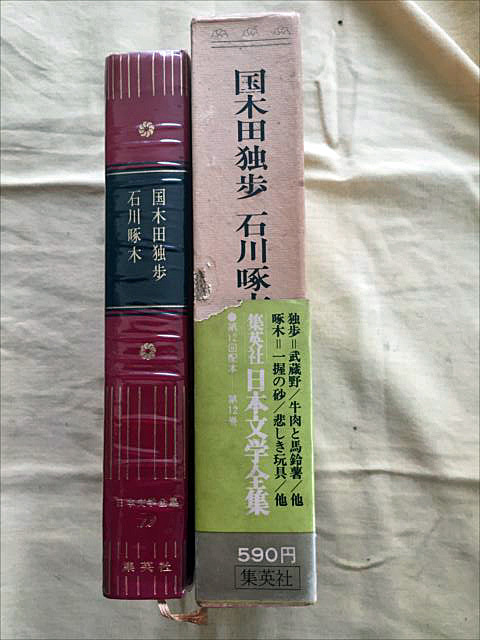 国木田独歩
石川啄木
日本文学全集
12
集英社
国木田独歩 石川啄木
独歩=武蔵野/牛肉と馬鈴薯/他
啄木=一握の砂/悲しき玩具/他
集英社 日本文学全集
●第12回配本—第12巻
590円
集英社